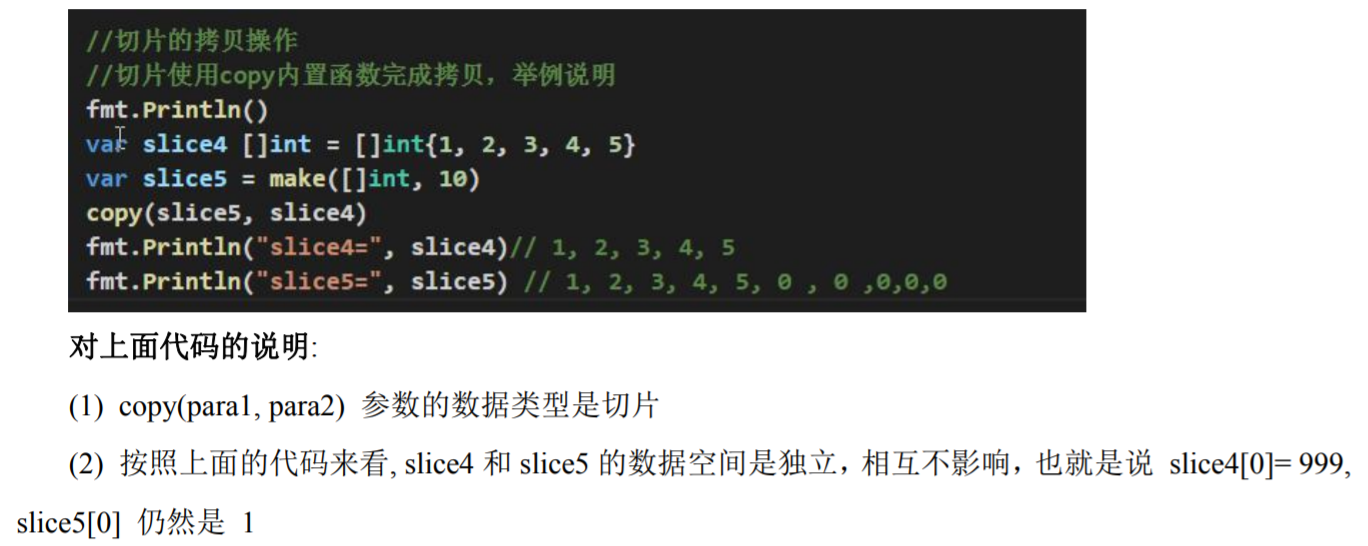 //切片的拷贝操作
//切片使用copy内置函数完成拷贝，举例说明
fmt.Println()
var slice4 []int = []int{1, 2, 3, 4, 5}
var slice5 = make([]int, 10)
copy(slice5, slice4)
fmt.Println("slice4=", slice4)// 1, 2, 3, 4, 5
fmt.Println("slice5=", slice5) // 1, 2, 3, 4, 5, 0 , 0 ,0,0,0
对上面代码的说明:
(1) copy(para1, para2) 参数的数据类型是切片
(2) 按照上面的代码来看, slice4 和 slice5 的数据空间是独立，相互不影响，也就是说 slice4[0]= 999,
slice5[0] 仍然是 1